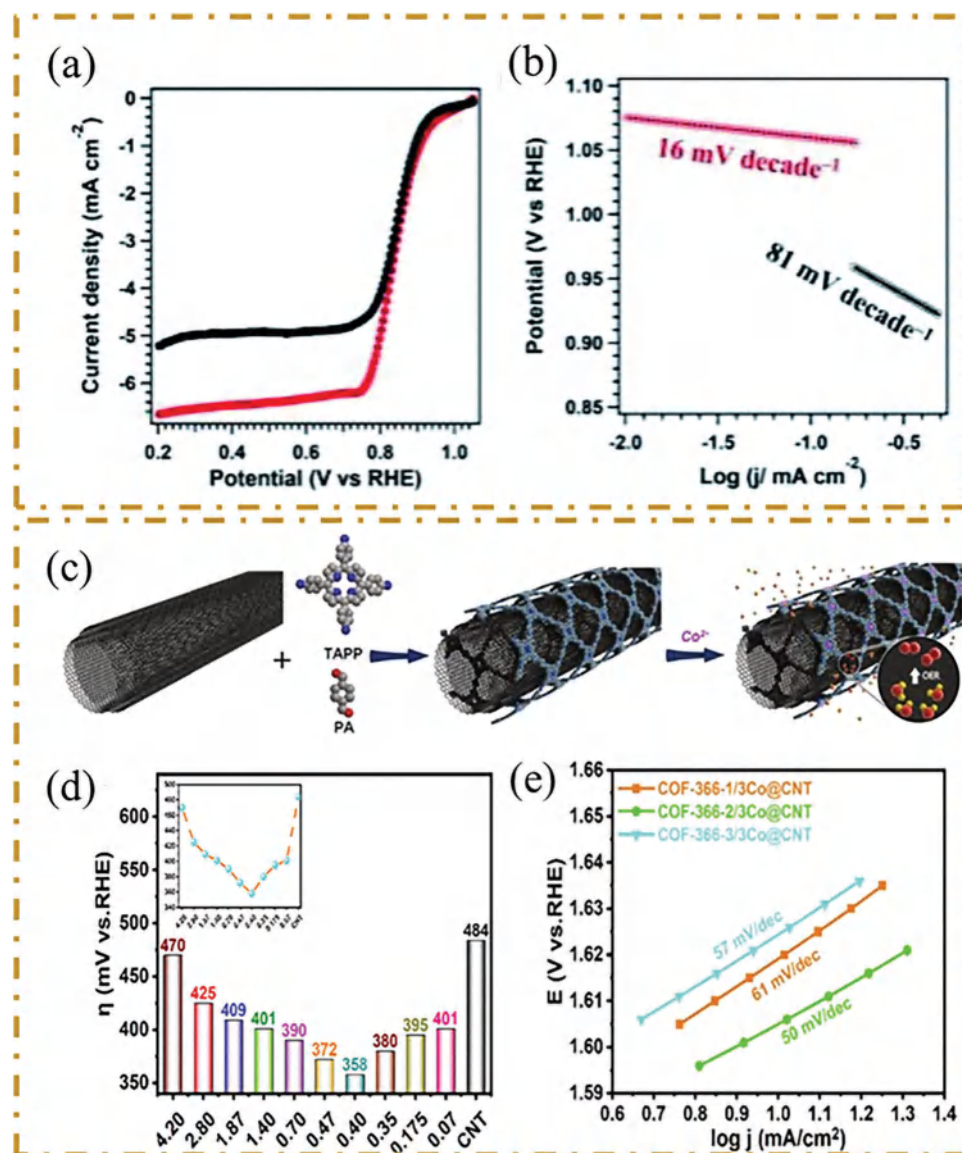 (a)
0
-1
-2
-3
-4
-5
-6
Current density (mA cm⁻²)
0.2 0.4 0.6 0.8 1.0
Potential (V vs RHE)
(b)
1.10
1.05
1.00
0.95
0.90
0.85
Potential (V vs RHE)
16 mV decade⁻¹
81 mV decade⁻¹
-2.0 -1.5 -1.0 -0.5
Log (j/ mA cm⁻²)
(c)
+
TAPP
PA
OER
(d)
600
550
500
450
400
350
η (mV vs.RHE)
470
425
409
401
390
372
358
380
395
401
484
4.20 2.80 1.87 1.40 0.70 0.47 0.40 0.35 0.175 0.07 CNT
(e)
COF-366-1/3Co@CNT
COF-366-2/3Co@CNT
COF-366-3/3Co@CNT
1.66
1.65
1.64
1.63
1.62
1.61
1.60
1.59
E (V vs.RHE)
57 mV/dec
61 mV/dec
50 mV/dec
0.6 0.7 0.8 0.9 1.0 1.1 1.2 1.3 1.4
log j (mA/cm²)